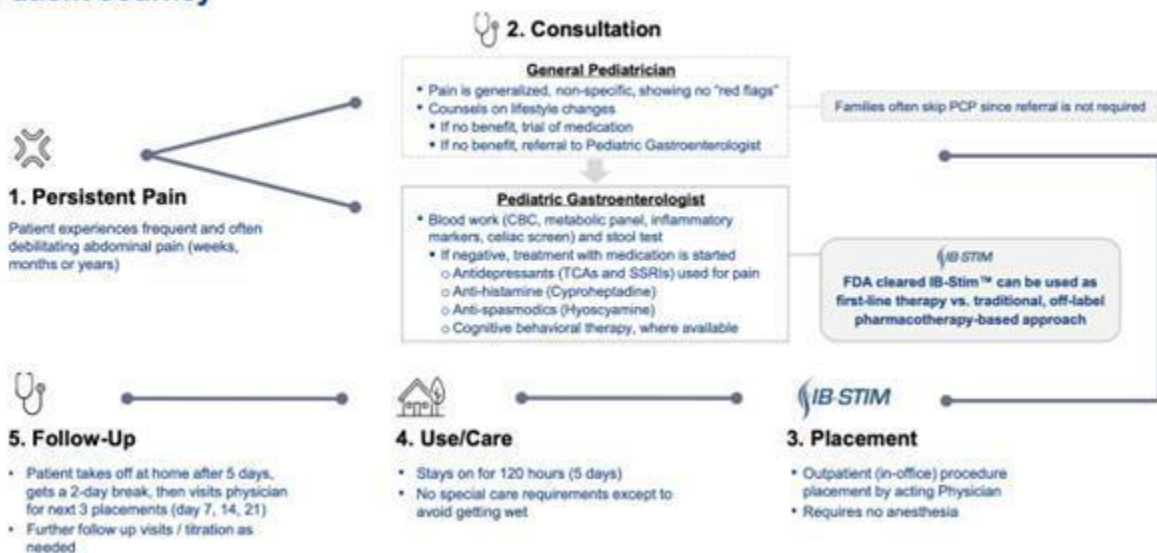 2. Consultation
General Pediatrician
• Pain is generalized, non-specific, showing no "red flags"
• Counsels on lifestyle changes
• If no benefit, trial of medication
• If no benefit, referral to Pediatric Gastroenterologist
Families often skip PCP since referral is not required
1. Persistent Pain
Patient experiences frequent and often
debilitating abdominal pain (weeks,
months or years)
Pediatric Gastroenterologist
• Blood work (CBC, metabolic panel, inflammatory
markers, celiac screen) and stool test
• If negative, treatment with medication is started
o Antidepressants (TCAs and SSRIs) used for pain
o Anti-histamine (Cyproheptadine)
o Anti-spasmodics (Hyoscyamine)
o Cognitive behavioral therapy, where available
IB-STIM
FDA cleared IB-Stim™ can be used as
first-line therapy vs. traditional, off-label
pharmacotherapy-based approach
IB-STIM
5. Follow-Up
• Patient takes off at home after 5 days,
gets a 2-day break, then visits physician
for next 3 placements (day 7, 14, 21)
• Further follow up visits / titration as
needed
4. Use/Care
• Stays on for 120 hours (5 days)
• No special care requirements except to
avoid getting wet
3. Placement
• Outpatient (in-office) procedure
placement by acting Physician
• Requires no anesthesia